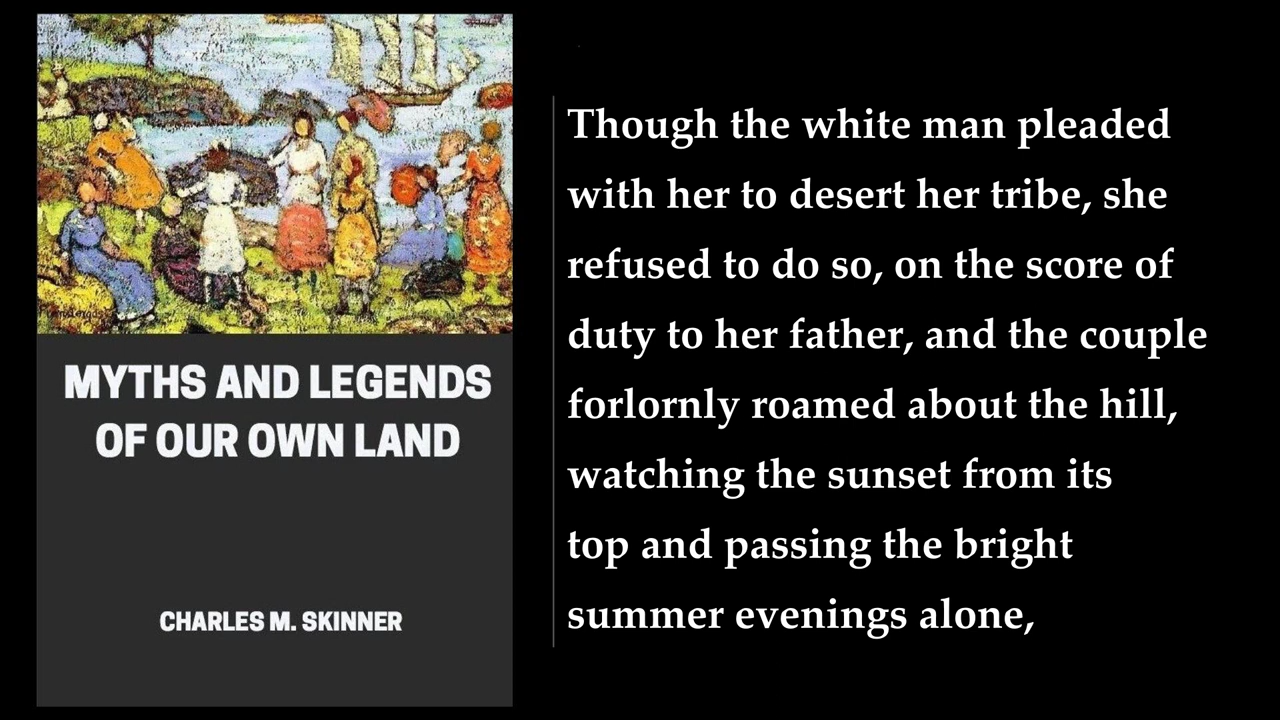 MYTHS AND LEGENDS
OF OUR OWN LAND
CHARLES M. SKINNER
Though the white man pleaded
with her to desert her tribe, she
refused to do so, on the score of
duty to her father, and the couple
forlornly roamed about the hill,
watching the sunset from its
top and passing the bright
summer evenings alone,